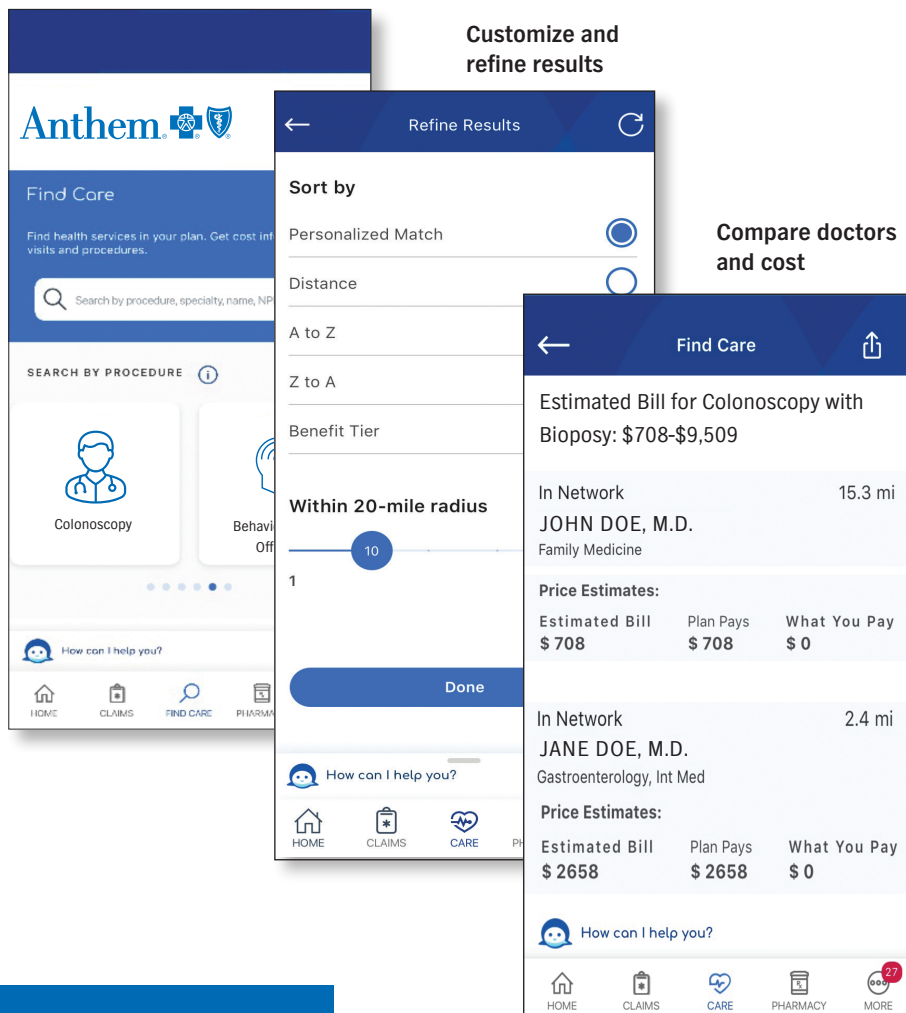 Customize and
refine results
Compare doctors
and cost
Anthem
Find Care
Find health services in your plan. Get cost inf
visits and procedures.
Search by procedure, specialty, name, NP
SEARCH BY PROCEDURE
Colonoscopy
Behavi
Off
How can I help you?
HOME CLAIMS FIND CARE PHARMA
Refine Results
Sort by
Personalized Match
Distance
A to Z
Z to A
Benefit Tier
Within 20-mile radius
10
1
Done
How can I help you?
HOME CLAIMS CARE PH
Find Care
Estimated Bill for Colonoscopy with
Bioposy: $708-$9,509
In Network 15.3 mi
JOHN DOE, M.D.
Family Medicine
Price Estimates:
Estimated Bill Plan Pays What You Pay
$ 708 $ 708 $ 0
In Network 2.4 mi
JANE DOE, M.D.
Gastroenterology, Int Med
Price Estimates:
Estimated Bill Plan Pays What You Pay
$ 2658 $ 2658 $ 0
How can I help you?
27
HOME CLAIMS CARE PHARMACY MORE